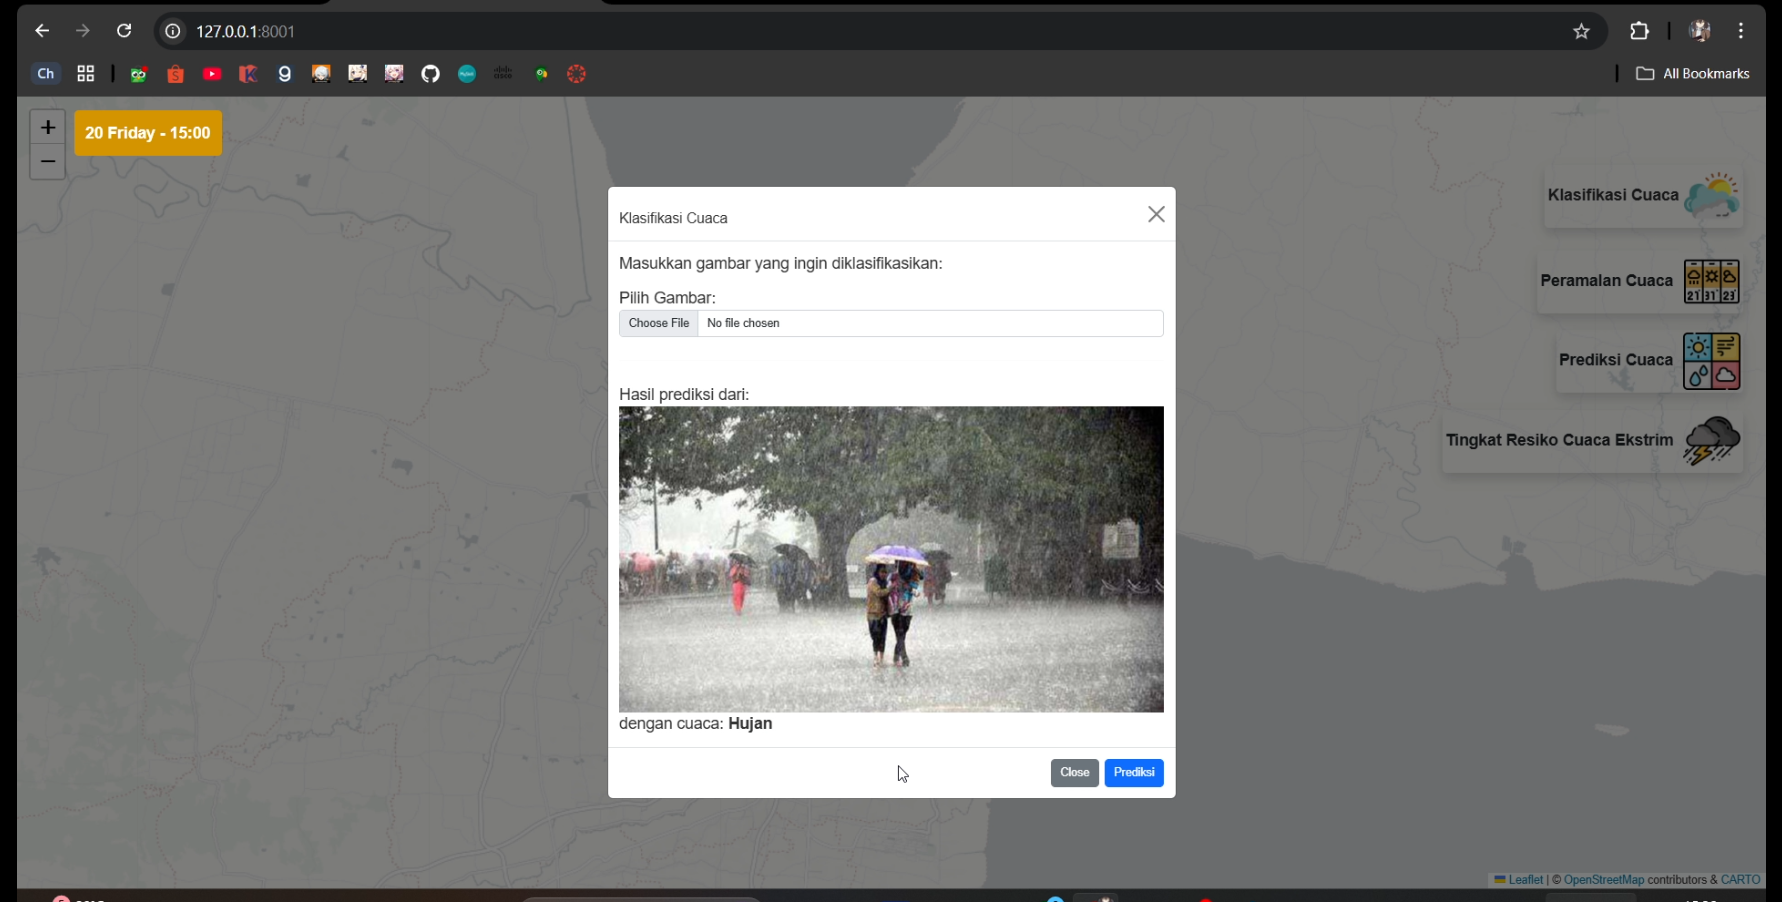 127.0.0.1:8001
Ch
All Bookmarks
+
20 Friday - 15:00
−
Klasifikasi Cuaca
Peramalan Cuaca
21 31 23
Prediksi Cuaca
Tingkat Resiko Cuaca Ekstrim
Klasifikasi Cuaca
Masukkan gambar yang ingin diklasifikasikan:
Pilih Gambar:
Choose File No file chosen
Hasil prediksi dari:
dengan cuaca: Hujan
Close Prediksi
Leaflet | © OpenStreetMap contributors & CARTO